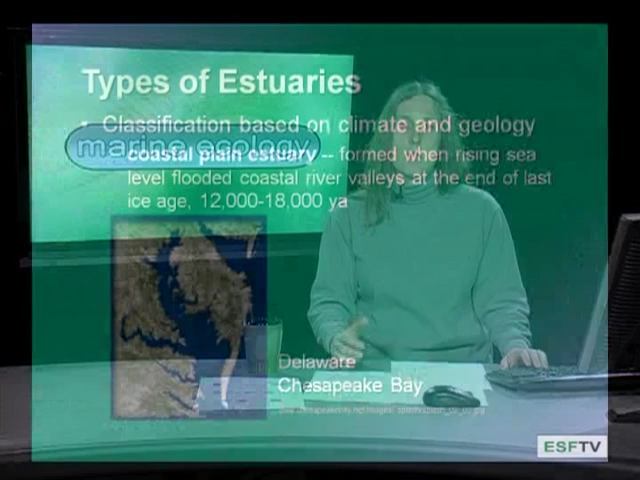 Types of Estuaries
• Classification based on climate and geology
marine ecology
coastal plain estuary -- formed when rising sea
level flooded coastal river valleys at the end of last
ice age, 12,000-18,000 ya
Delaware
Chesapeake Bay
ESFTV